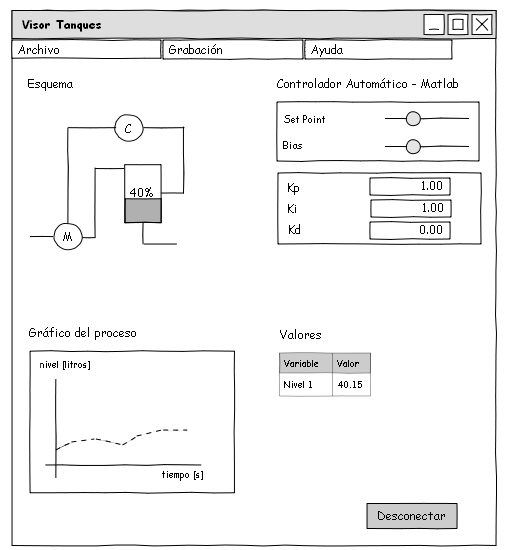 Visor Tanques
Archivo Grabación Ayuda
Esquema
C
40%
M
Controlador Automático - Matlab
Set Point
Bias
Kp 1.00
Ki 1.00
Kd 0.00
Gráfico del proceso
nivel [litros]
tiempo [s]
Valores
Variable Valor
Nivel 1 40.15
Desconectar